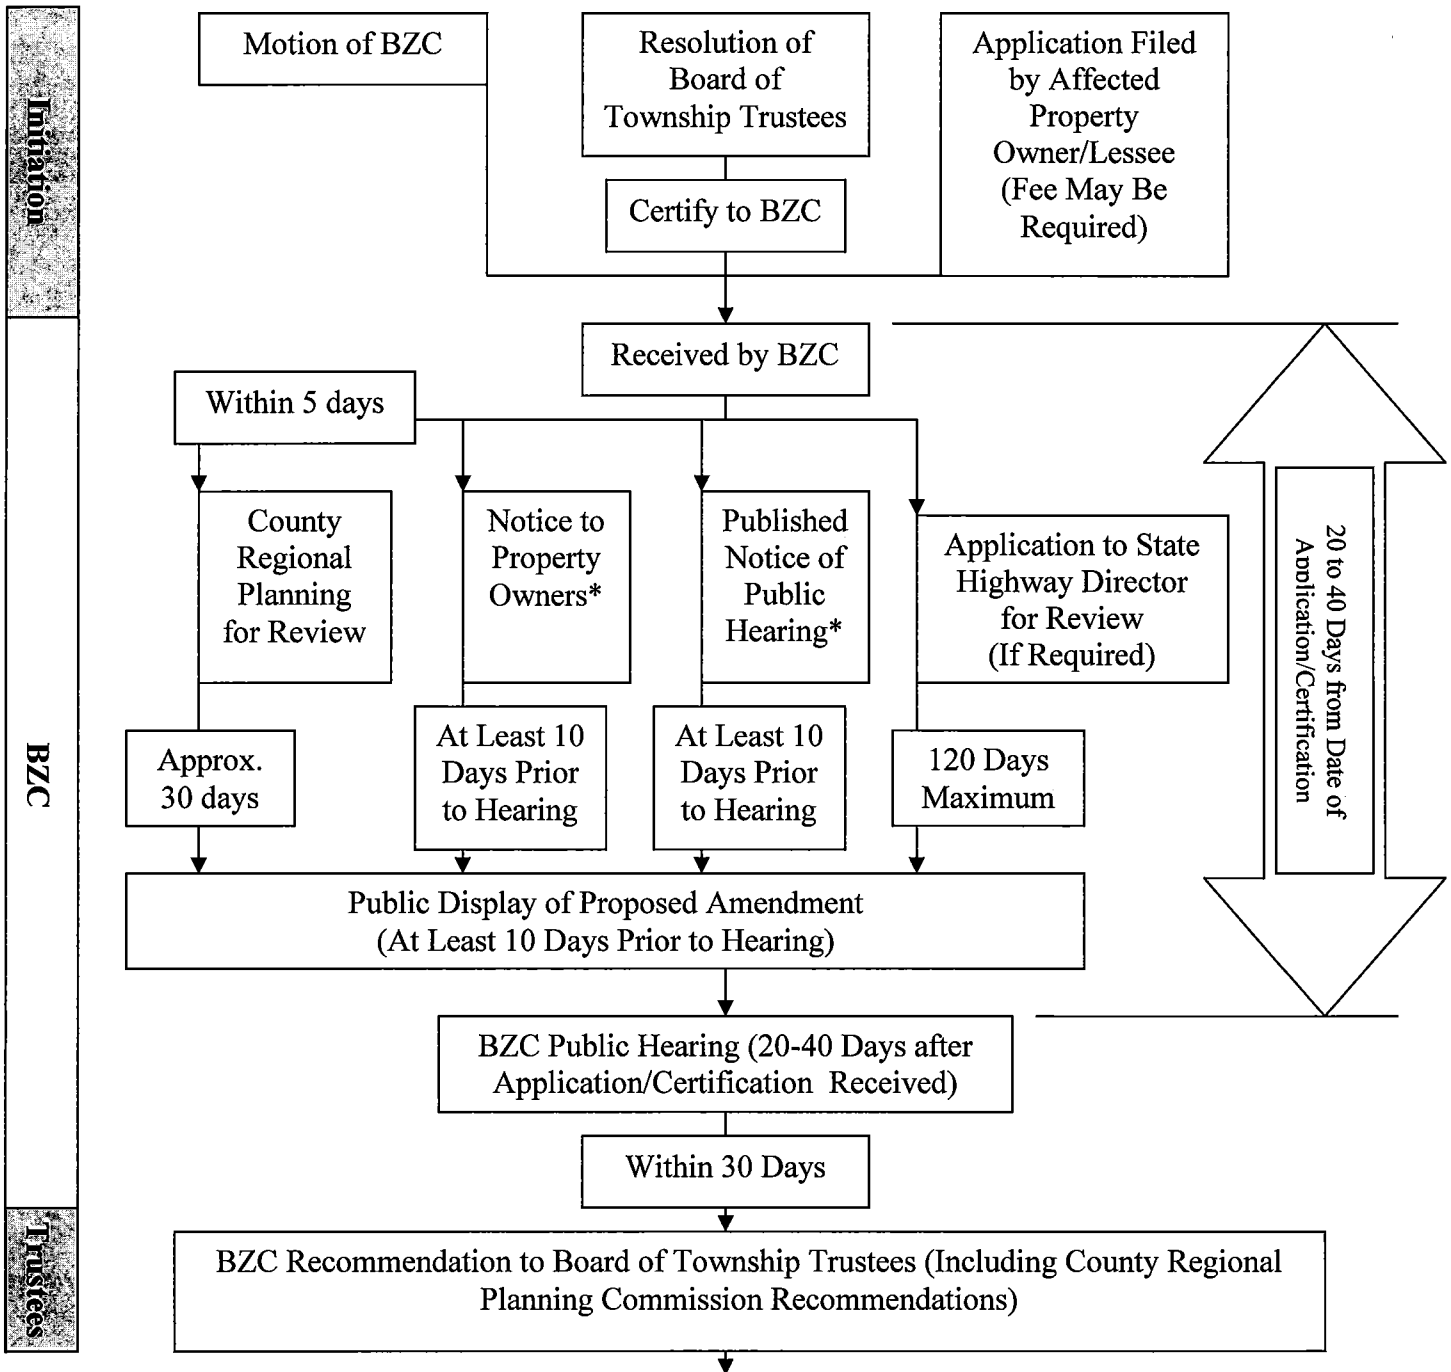 Initiation
Motion of BZC
Resolution of
Board of
Township Trustees
Application Filed
by Affected
Property
Owner/Lessee
(Fee May Be
Required)
Certify to BZC
BZC
Received by BZC
Within 5 days
County
Regional
Planning
for Review
Notice to
Property
Owners*
Published
Notice of
Public
Hearing*
Application to State
Highway Director
for Review
(If Required)
20 to 40 Days from Date of
Application/Certification
Approx.
30 days
At Least 10
Days Prior
to Hearing
At Least 10
Days Prior
to Hearing
120 Days
Maximum
Public Display of Proposed Amendment
(At Least 10 Days Prior to Hearing)
BZC Public Hearing (20-40 Days after
Application/Certification Received)
Within 30 Days
Trustees
BZC Recommendation to Board of Township Trustees (Including County Regional
Planning Commission Recommendations)